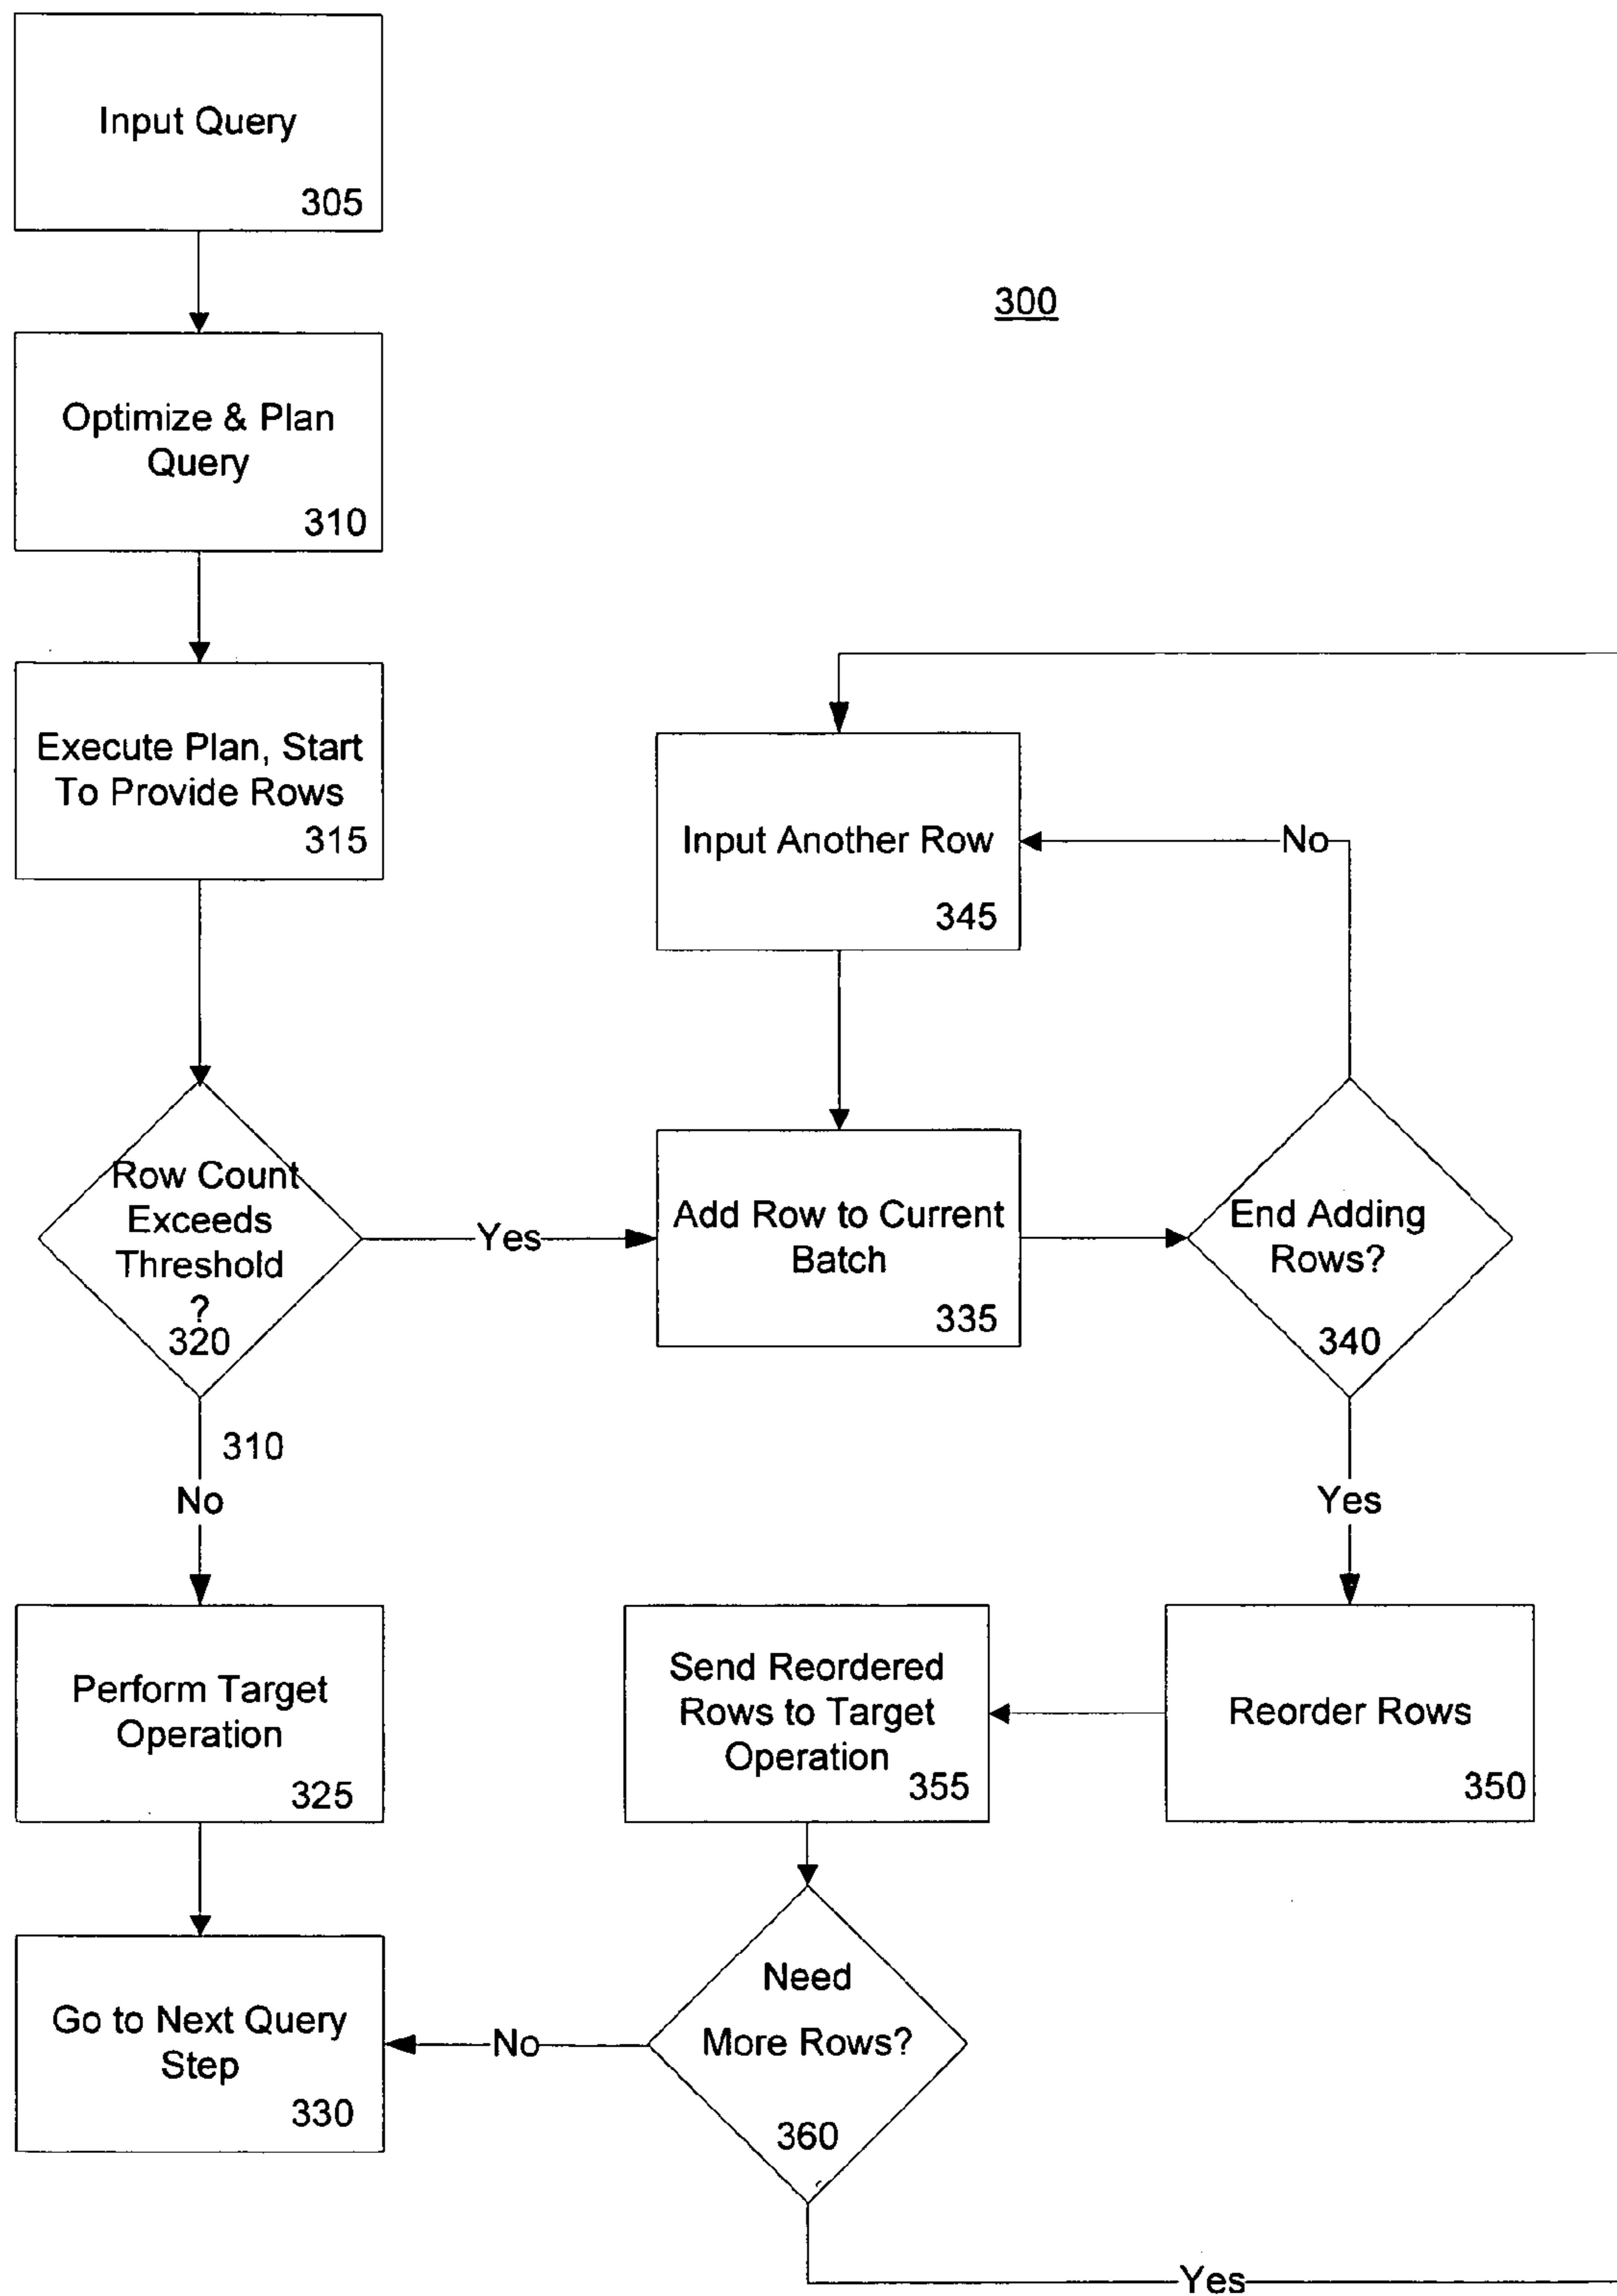 Input Query
305
300
Optimize & Plan
Query
310
Execute Plan, Start
To Provide Rows
315
Input Another Row
345
No
Row Count
Exceeds
Threshold
?
320
Yes
Add Row to Current
Batch
335
End Adding
Rows?
340
310
No
Yes
Perform Target
Operation
325
Send Reordered
Rows to Target
Operation
355
Reorder Rows
350
Go to Next Query
Step
330
No
Need
More Rows?
360
Yes